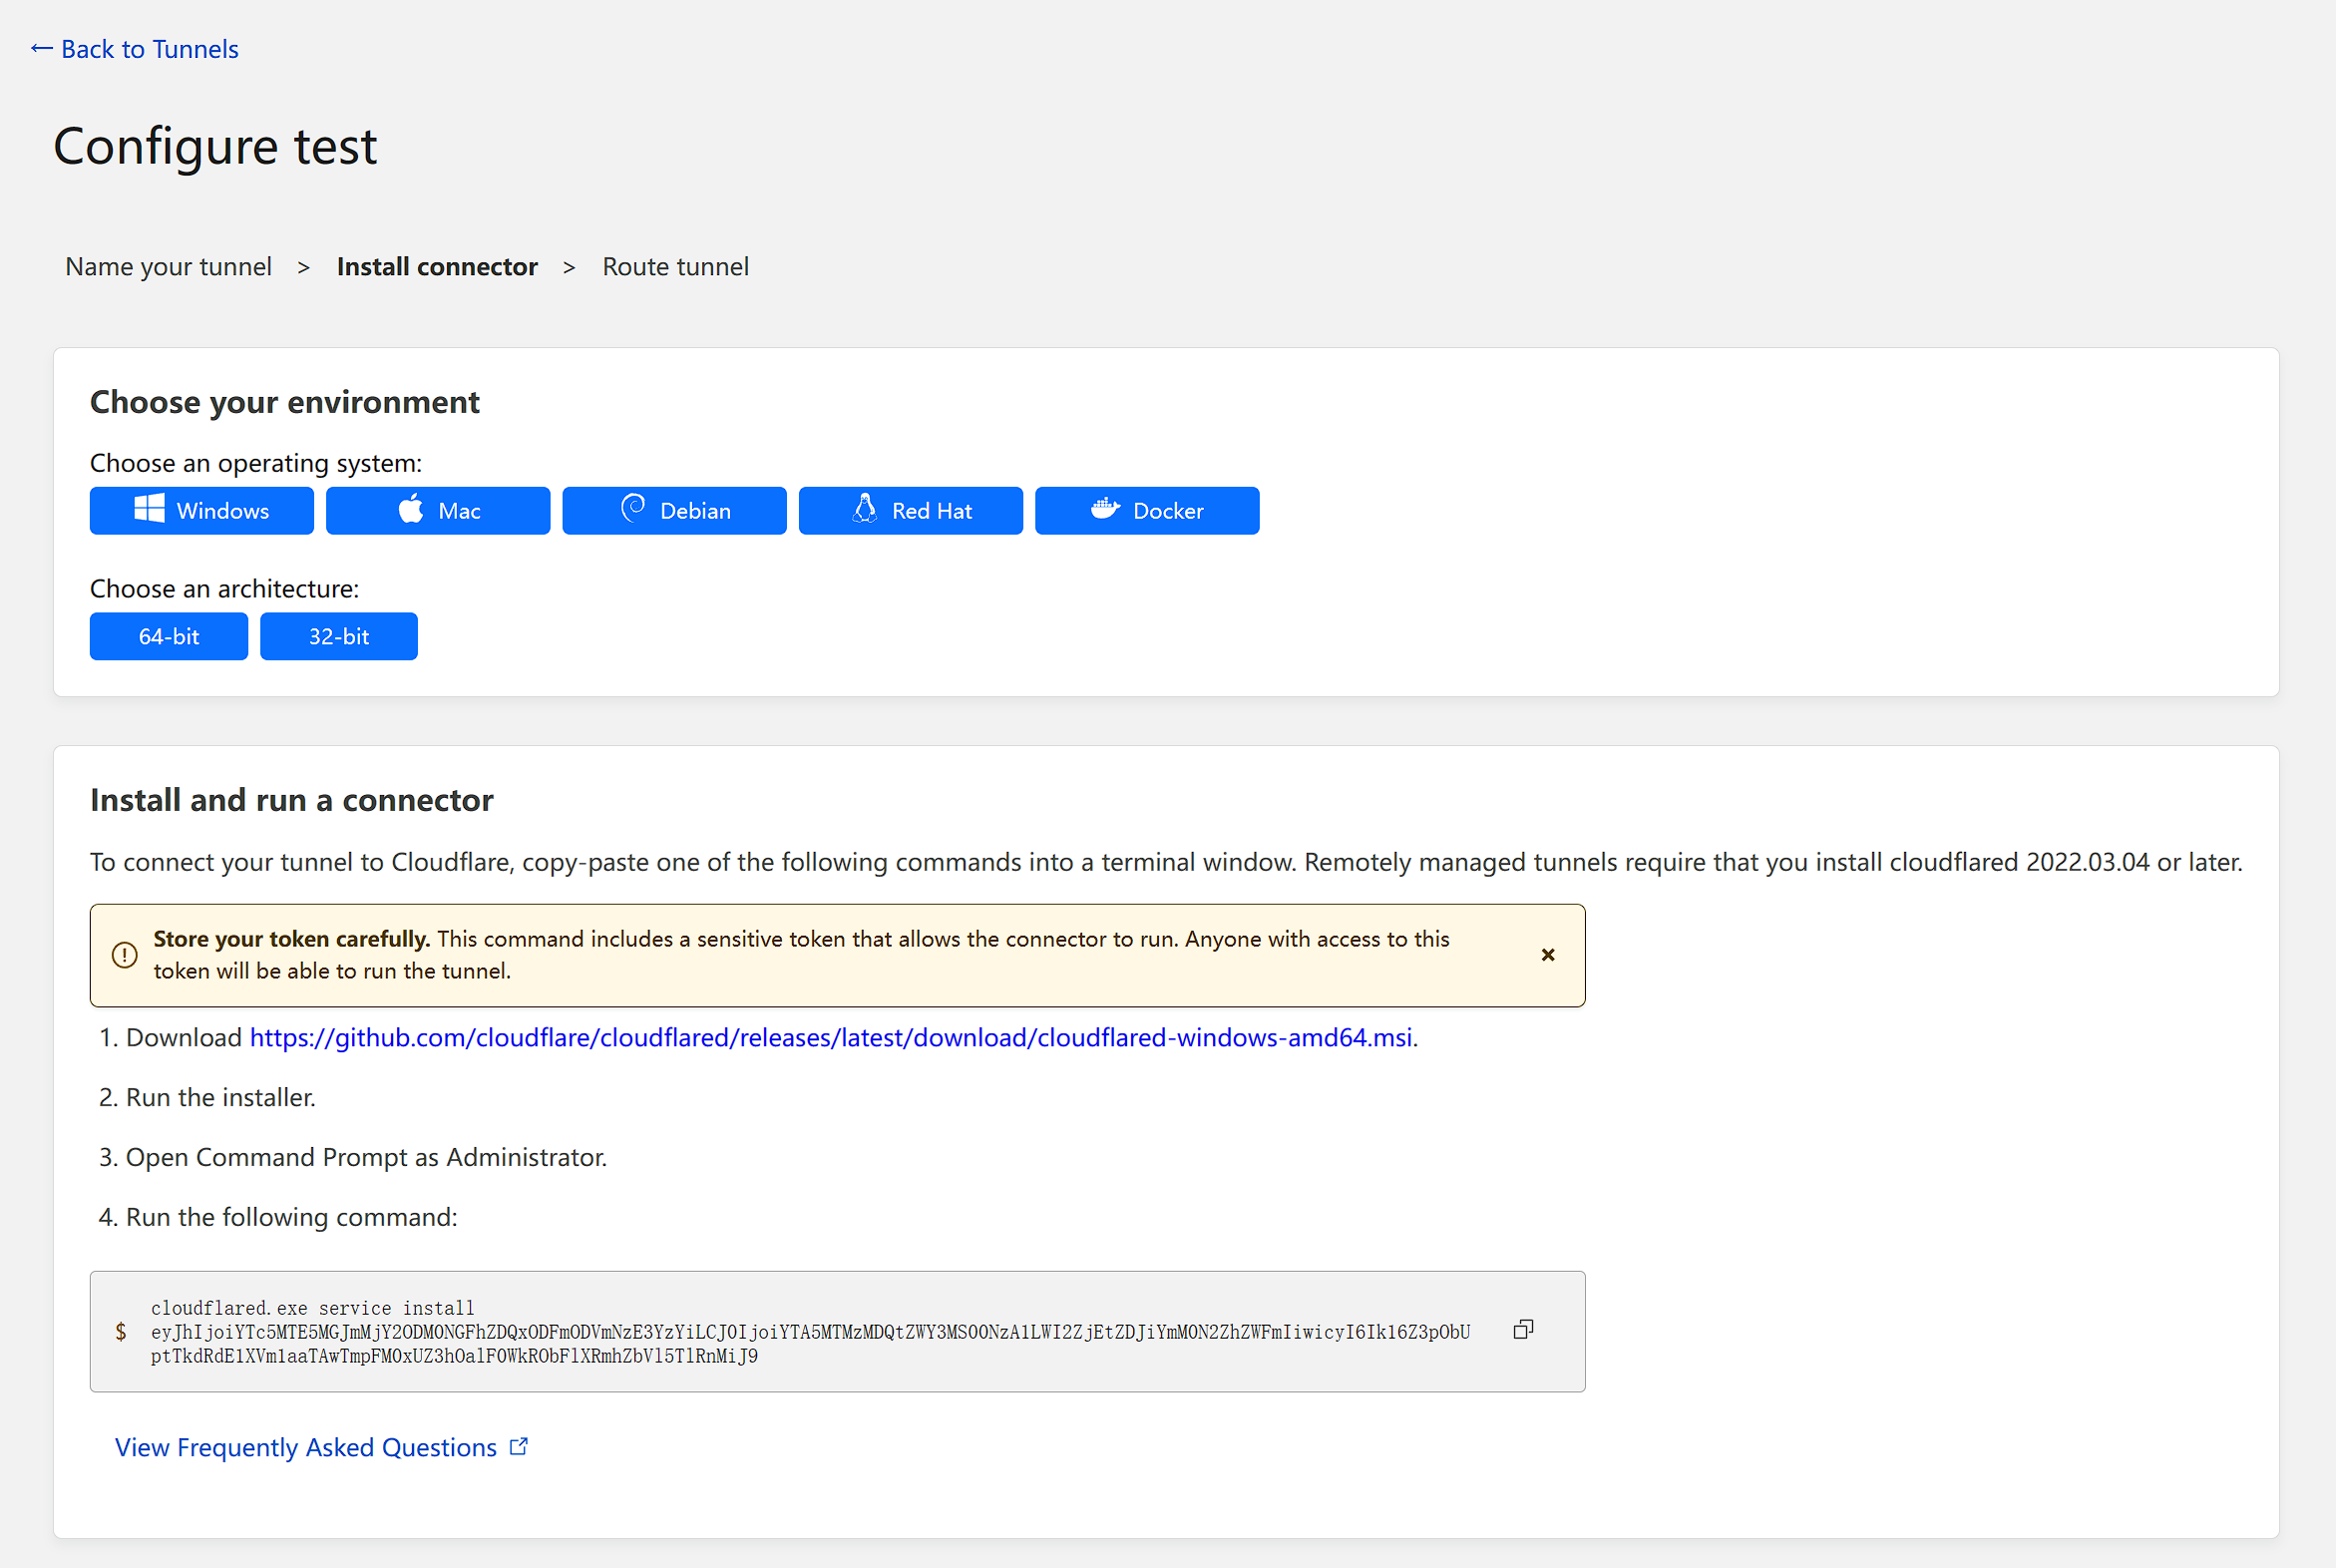 ← Back to Tunnels
Configure test
Name your tunnel > Install connector > Route tunnel
Choose your environment
Choose an operating system:
Windows Mac Debian Red Hat Docker
Choose an architecture:
64-bit 32-bit
Install and run a connector
To connect your tunnel to Cloudflare, copy-paste one of the following commands into a terminal window. Remotely managed tunnels require that you install cloudflared 2022.03.04 or later.
Store your token carefully. This command includes a sensitive token that allows the connector to run. Anyone with access to this
token will be able to run the tunnel.
1. Download https://github.com/cloudflare/cloudflared/releases/latest/download/cloudflared-windows-amd64.msi.
2. Run the installer.
3. Open Command Prompt as Administrator.
4. Run the following command:
cloudflared.exe service install
$
View Frequently Asked Questions